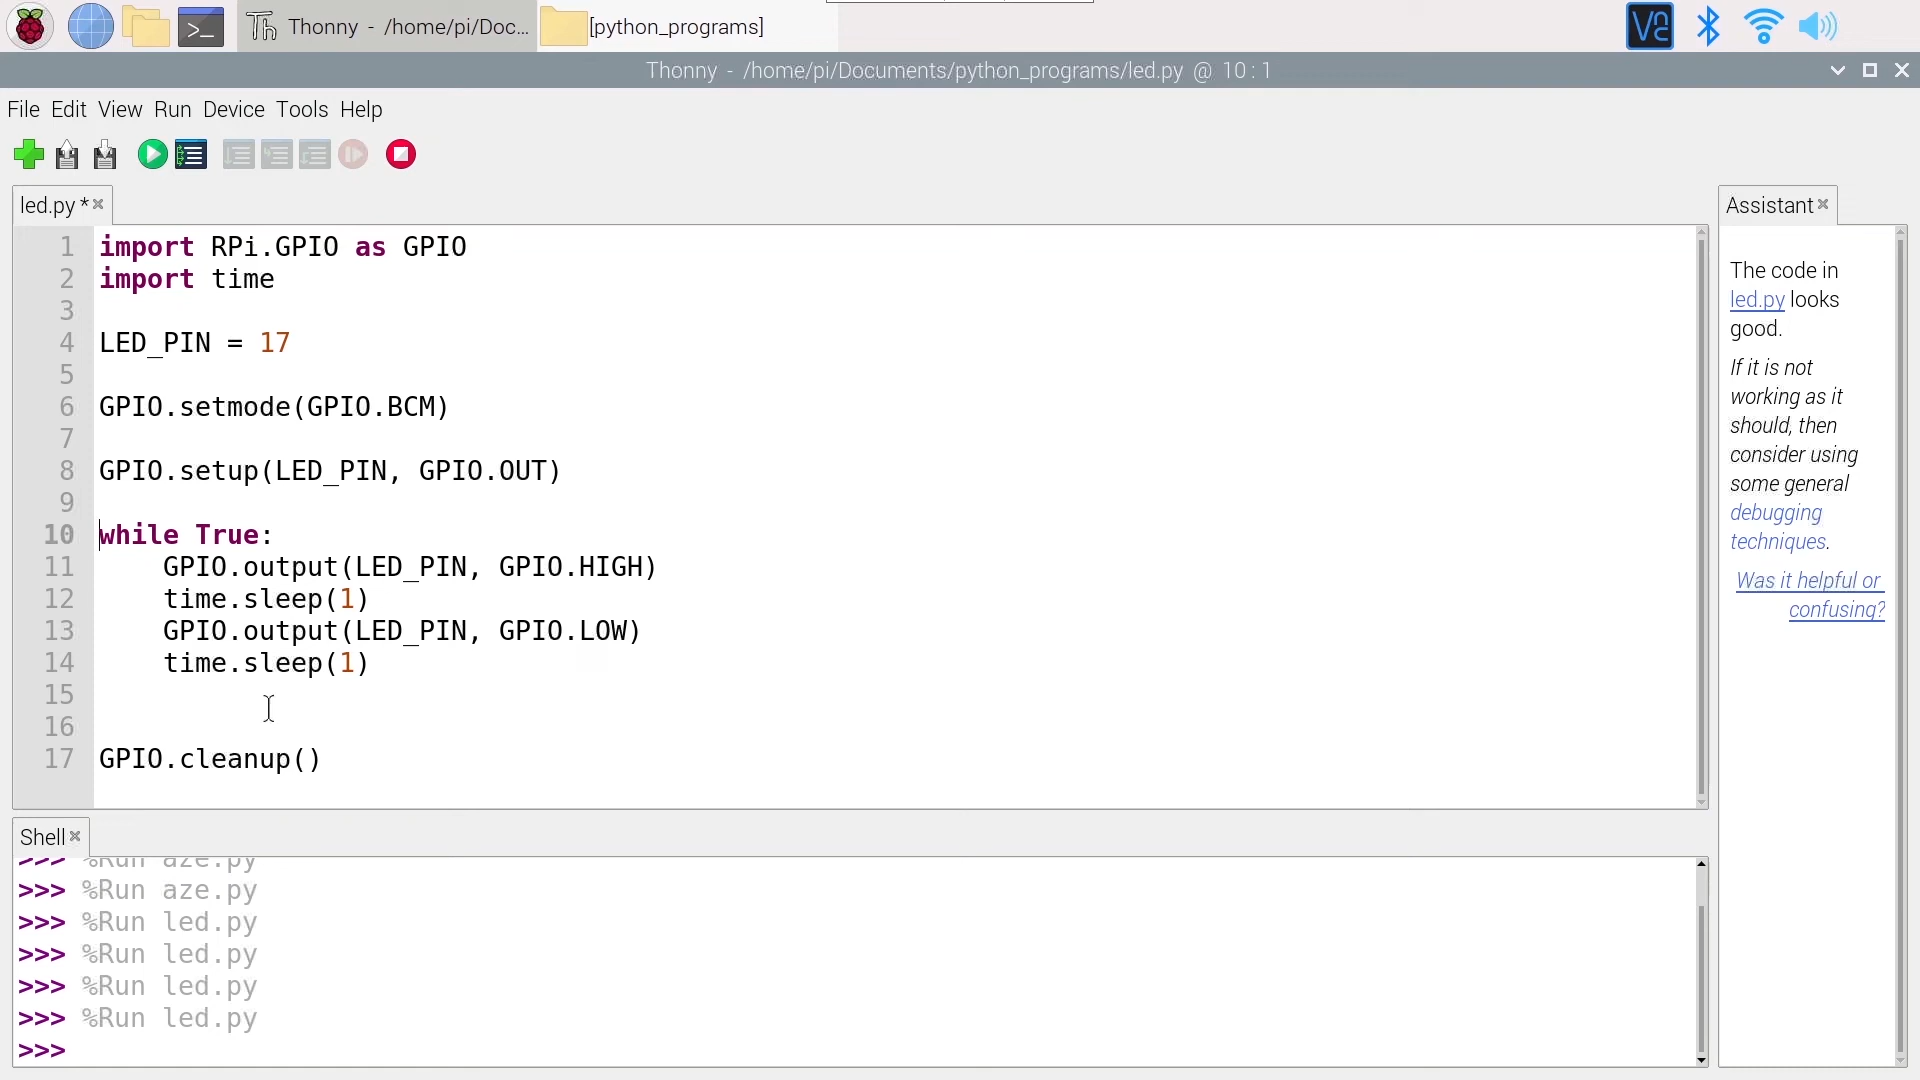 Thonny - /home/pi/Doc...
[python_programs]
Thonny - /home/pi/Documents/python_programs/led.py @ 10 : 1
File Edit View Run Device Tools Help
led.py *
1 import RPi.GPIO as GPIO
2 import time
3
4 LED_PIN = 17
5
6 GPIO.setmode(GPIO.BCM)
7
8 GPIO.setup(LED_PIN, GPIO.OUT)
9
10 while True:
11     GPIO.output(LED_PIN, GPIO.HIGH)
12     time.sleep(1)
13     GPIO.output(LED_PIN, GPIO.LOW)
14     time.sleep(1)
15
16
17 GPIO.cleanup()
Shell
>>> %Run aze.py
>>> %Run aze.py
>>> %Run led.py
>>> %Run led.py
>>> %Run led.py
>>> %Run led.py
>>>
Assistant
The code in
led.py looks
good.
If it is not
working as it
should, then
consider using
some general
debugging
techniques.
Was it helpful or
confusing?